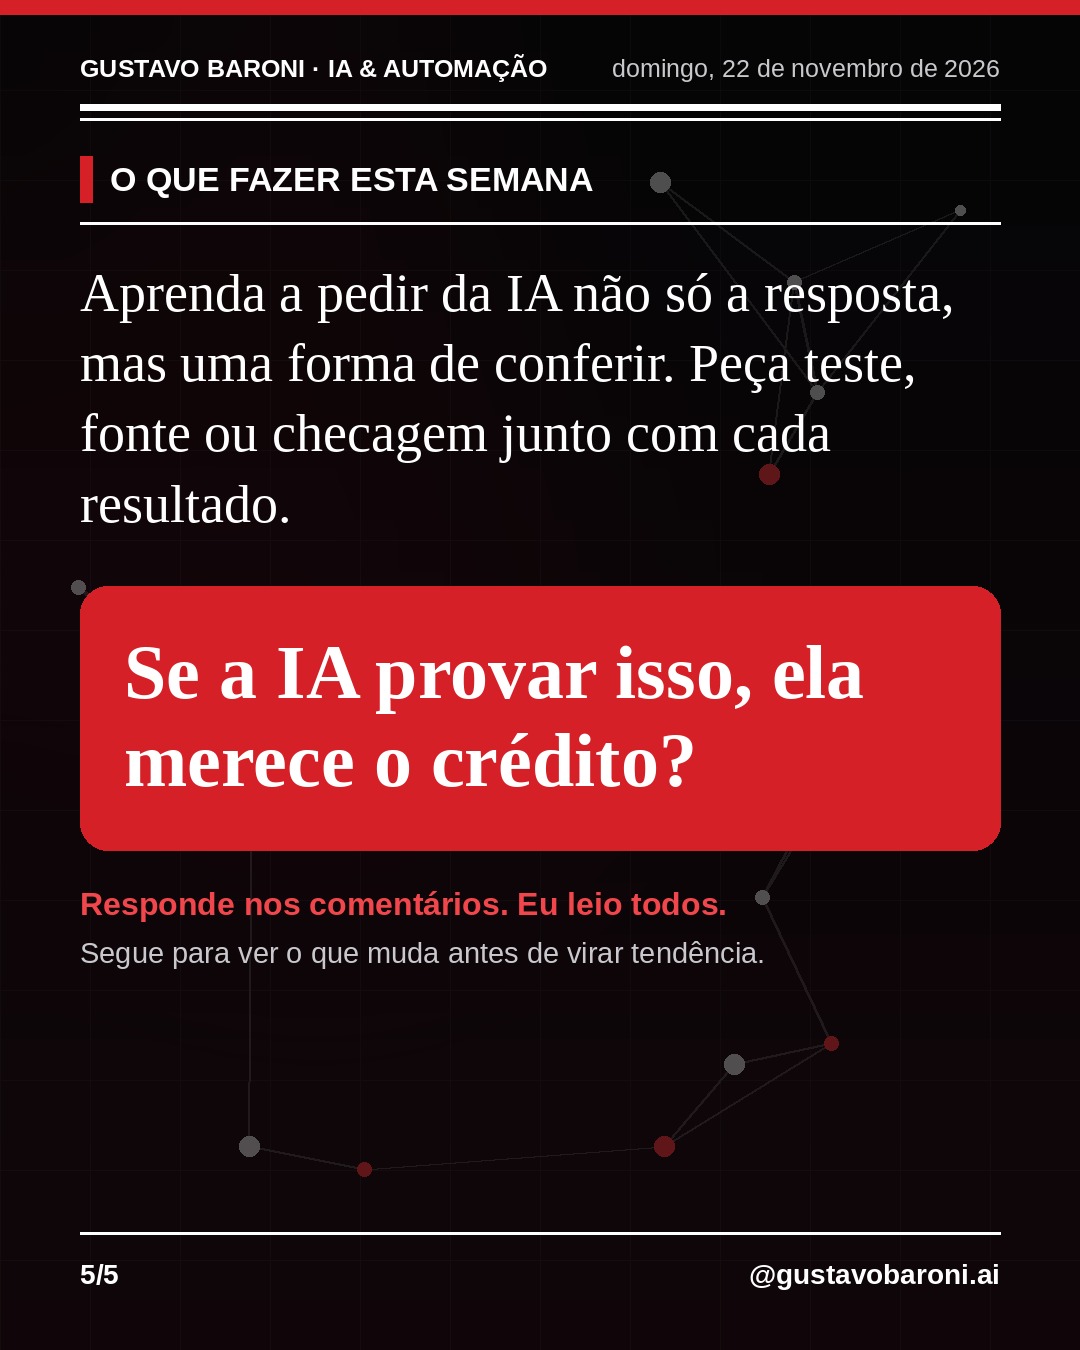 GUSTAVO BARONI · IA & AUTOMAÇÃO
domingo, 22 de novembro de 2026
O QUE FAZER ESTA SEMANA
Aprenda a pedir da IA não só a resposta,
mas uma forma de conferir. Peça teste,
fonte ou checagem junto com cada
resultado.
Se a IA provar isso, ela
merece o crédito?
Responde nos comentários. Eu leio todos.
Segue para ver o que muda antes de virar tendência.
5/5
@gustavobaroni.ai